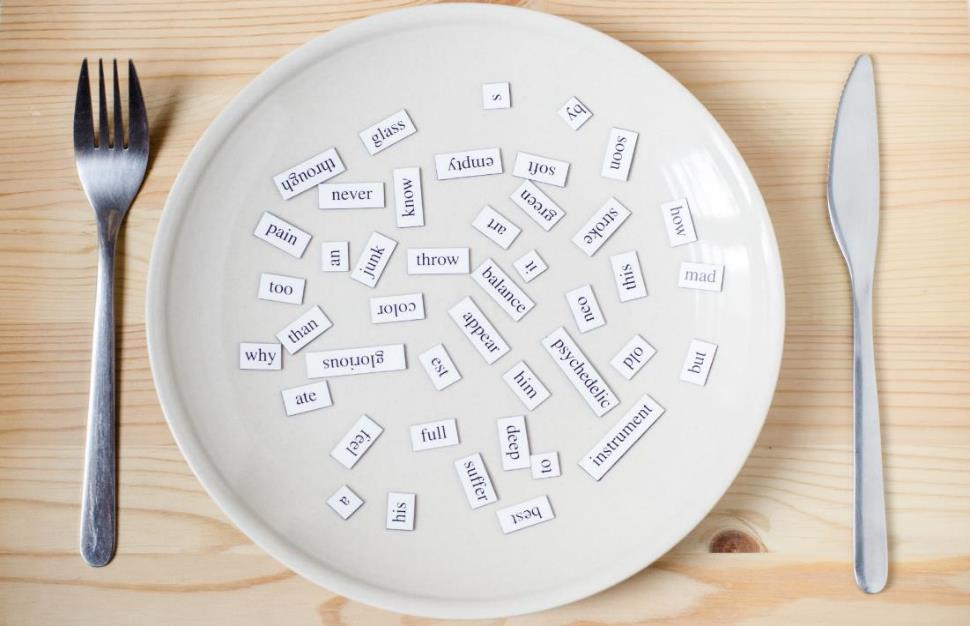 s
by
glass
soon
through
empty
soft
never
know
green
art
stroke
how
pain
an
junk
throw
it
this
mad
too
balance
color
neo
than
appear
why
glorious
est
psychedelic
old
but
ate
him
feel
full
deep
instrument
to
suffer
a
his
best